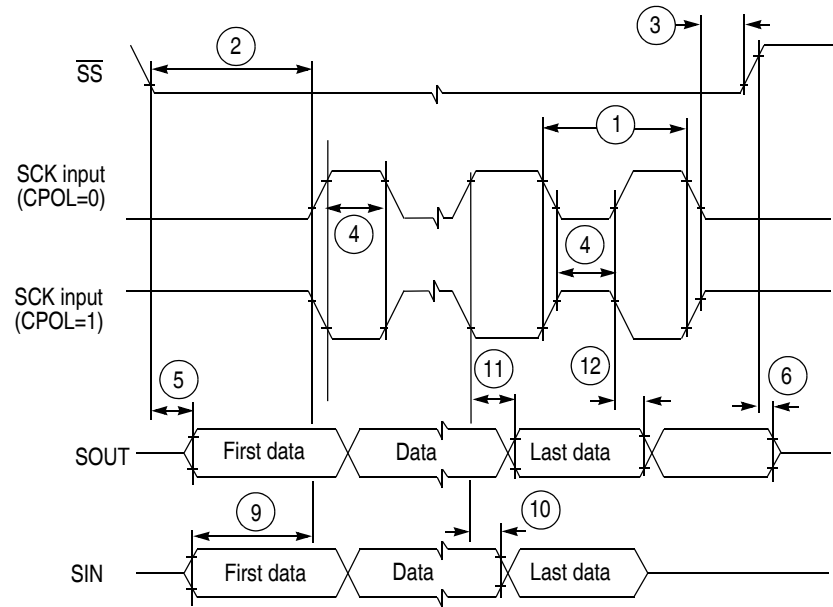 3
2
SS
1
SCK input
(CPOL=0)
4
4
SCK input
(CPOL=1)
5
11
12
6
SOUT
First data
Data
Last data
9
10
SIN
First data
Data
Last data